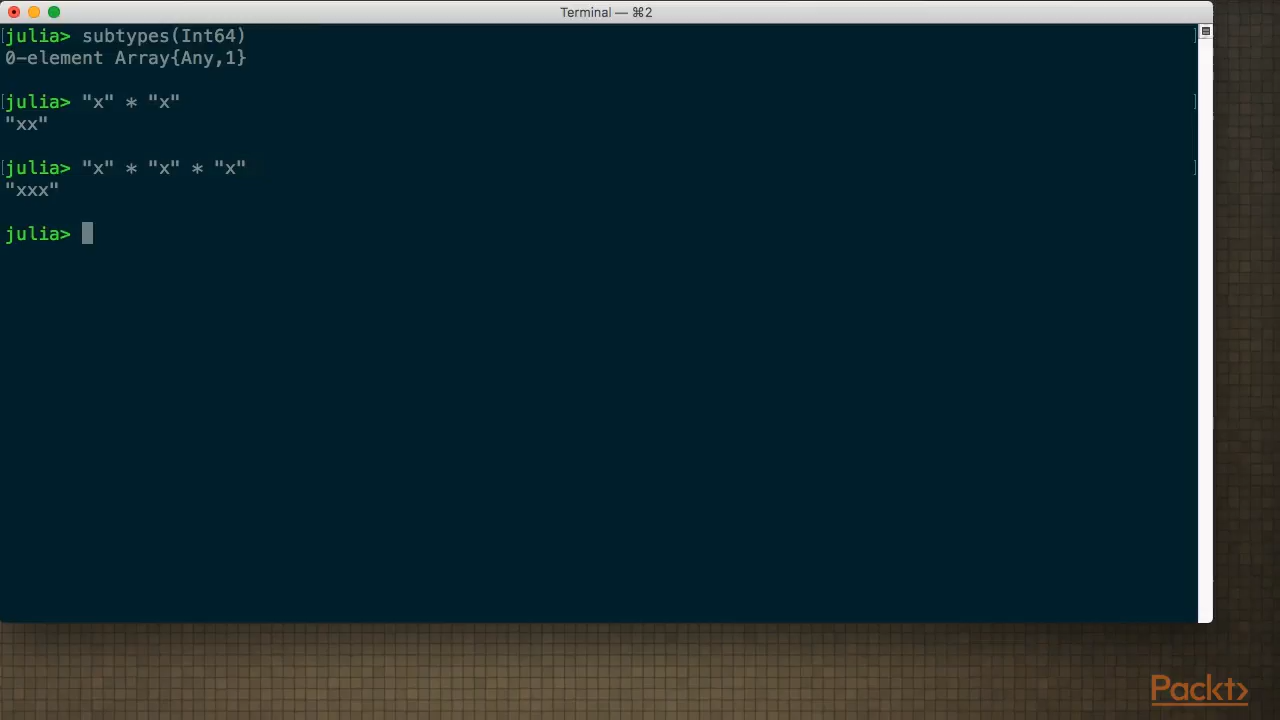 Terminal — ⌘2
julia> subtypes(Int64)
0-element Array{Any,1}
julia> "x" * "x"
"xx"
julia> "x" * "x" * "x"
"xxx"
julia>
Packt>